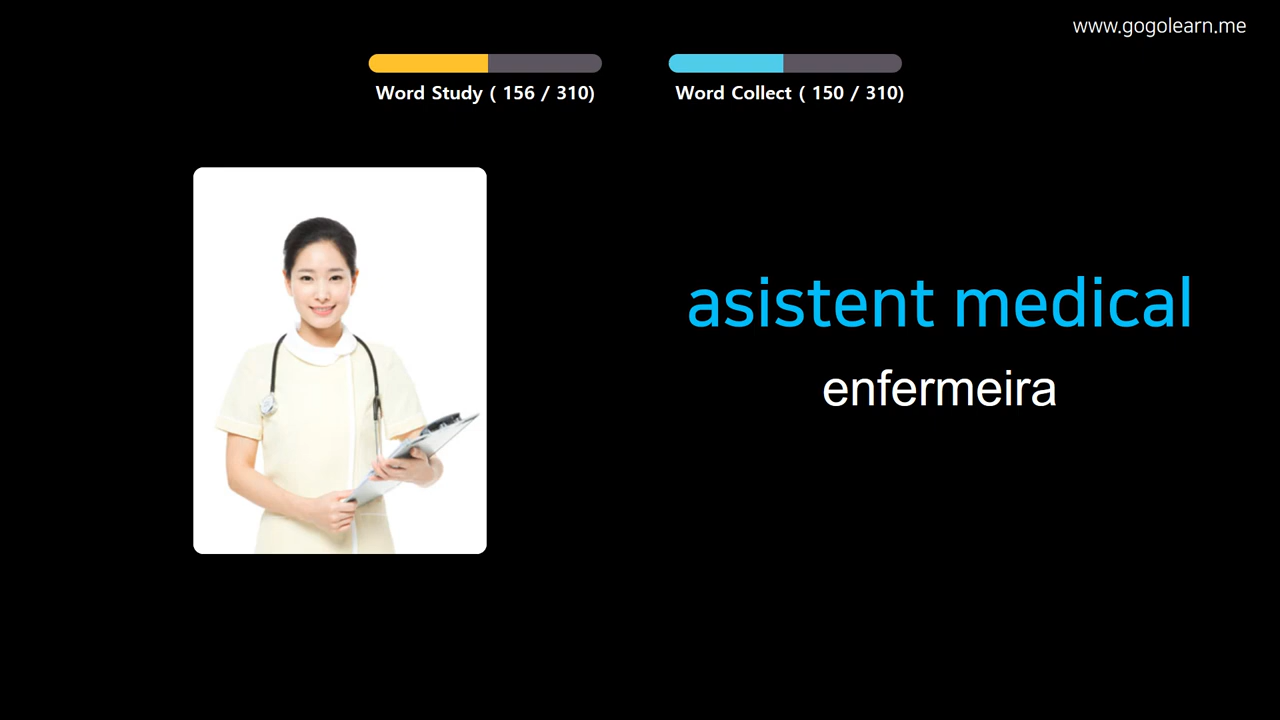 www.gogolearn.me
Word Study ( 156 / 310)
Word Collect ( 150 / 310)
asistent medical
enfermeira